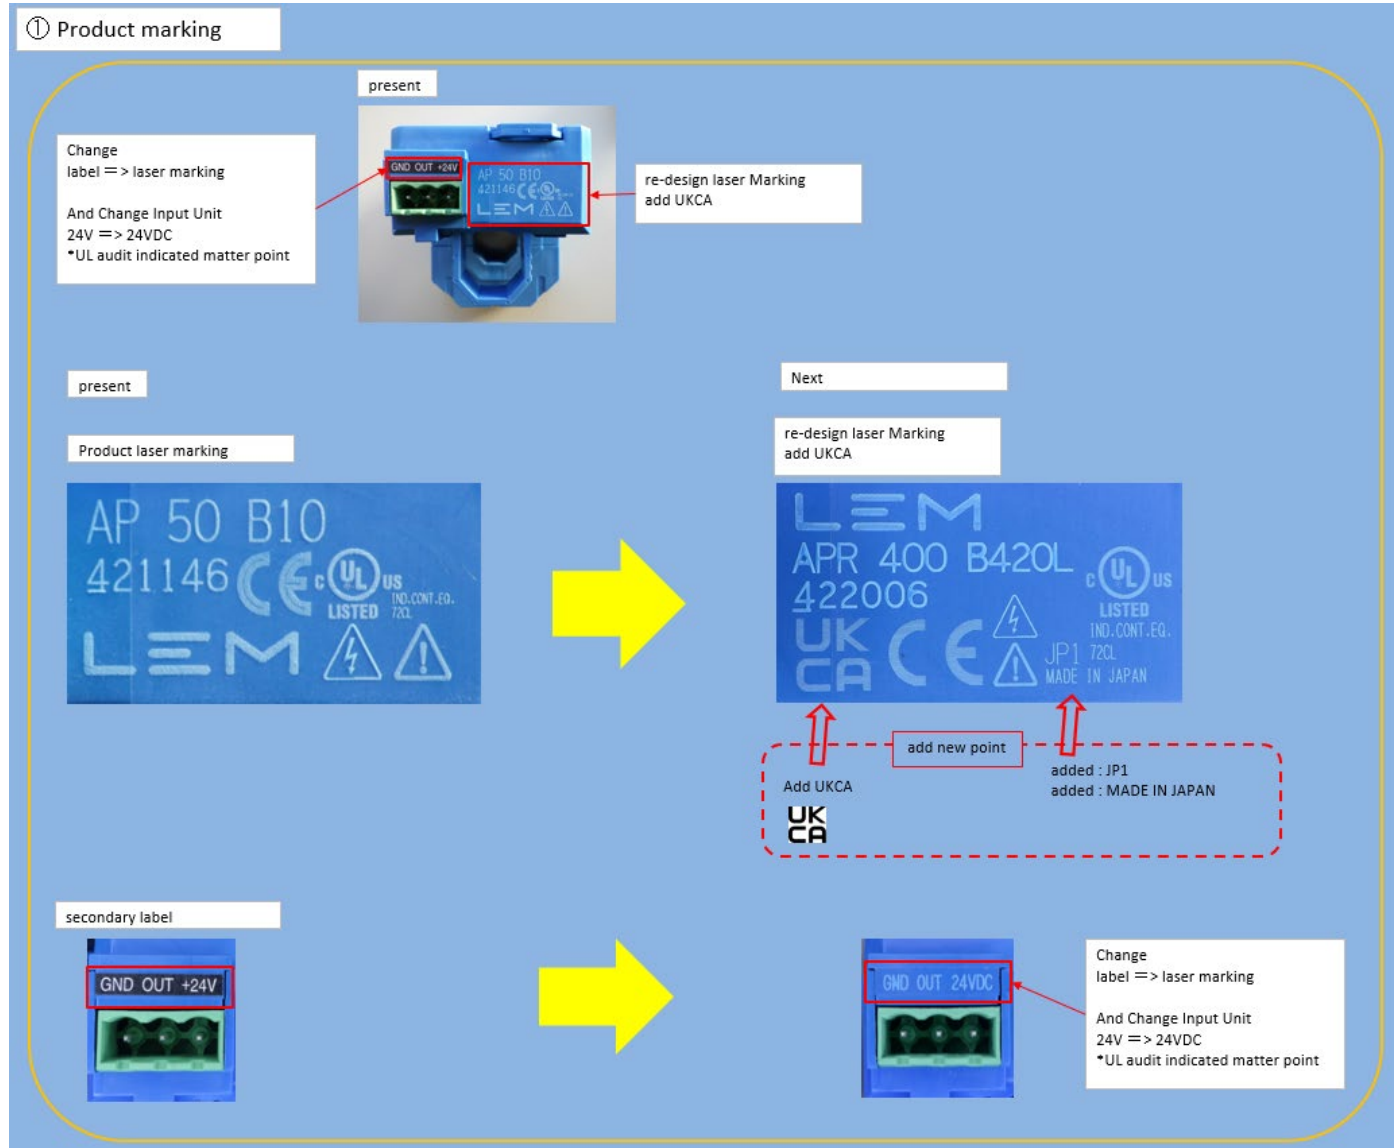 ① Product marking
present
Change
label => laser marking
And Change Input Unit
24V => 24VDC
*UL audit indicated matter point
GND OUT +24V
AP 50 B10
421146 CE c UL US
LEM
re-design laser Marking
add UKCA
present
Next
Product laser marking
re-design laser Marking
add UKCA
AP 50 B10
421146 CE c UL US
LISTED
IND.CONT.EQ.
72CL
LEM
LEM
APR 400 B420L
422006
c UL US
LISTED
IND.CONT.EQ.
72CL
UK
CA
CE
JP1
MADE IN JAPAN
add new point
Add UKCA
UK
CA
added : JP1
added : MADE IN JAPAN
secondary label
GND OUT +24V
GND OUT 24VDC
Change
label => laser marking
And Change Input Unit
24V => 24VDC
*UL audit indicated matter point